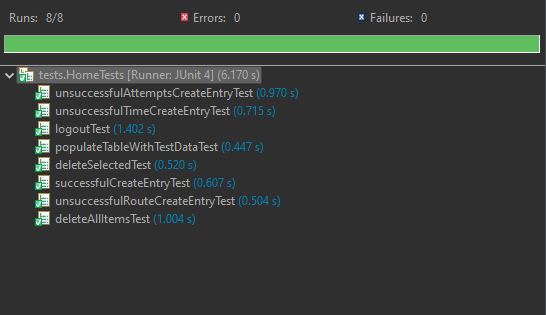 Runs: 8/8 Errors: 0 Failures: 0
tests.HomeTests [Runner: JUnit 4] (6.170 s)
unsuccessfulAttemptsCreateEntryTest (0.970 s)
unsuccessfulTimeCreateEntryTest (0.715 s)
logoutTest (1.402 s)
populateTableWithTestDataTest (0.447 s)
deleteSelectedTest (0.520 s)
successfulCreateEntryTest (0.607 s)
unsuccessfulRouteCreateEntryTest (0.504 s)
deleteAllItemsTest (1.004 s)